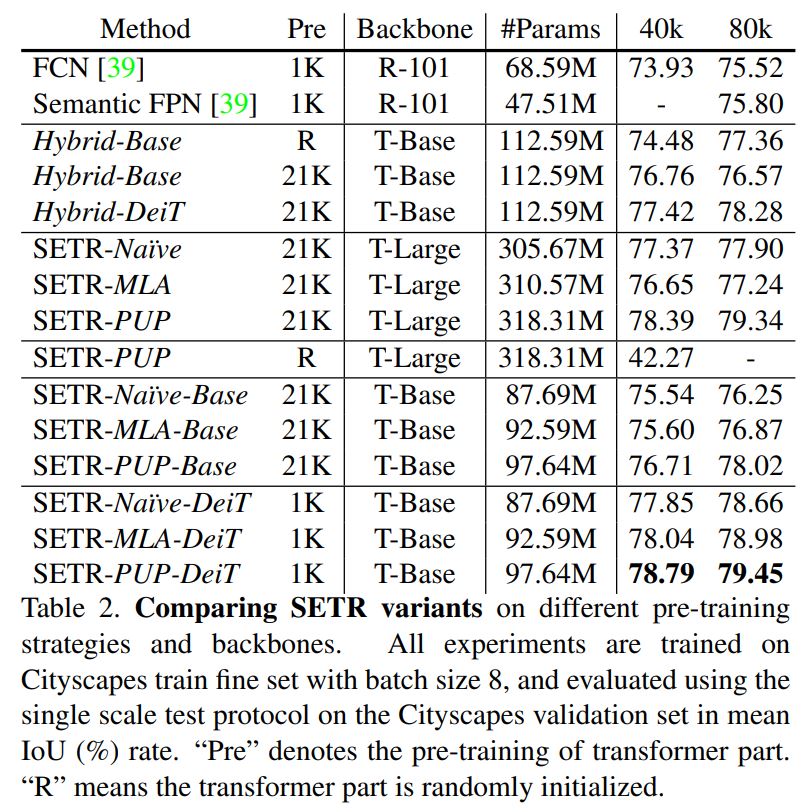 Method Pre Backbone #Params 40k 80k
FCN [39] 1K R-101 68.59M 73.93 75.52
Semantic FPN [39] 1K R-101 47.51M - 75.80
Hybrid-Base R T-Base 112.59M 74.48 77.36
Hybrid-Base 21K T-Base 112.59M 76.76 76.57
Hybrid-DeiT 21K T-Base 112.59M 77.42 78.28
SETR-Naïve 21K T-Large 305.67M 77.37 77.90
SETR-MLA 21K T-Large 310.57M 76.65 77.24
SETR-PUP 21K T-Large 318.31M 78.39 79.34
SETR-PUP R T-Large 318.31M 42.27 -
SETR-Naïve-Base 21K T-Base 87.69M 75.54 76.25
SETR-MLA-Base 21K T-Base 92.59M 75.60 76.87
SETR-PUP-Base 21K T-Base 97.64M 76.71 78.02
SETR-Naïve-DeiT 1K T-Base 87.69M 77.85 78.66
SETR-MLA-DeiT 1K T-Base 92.59M 78.04 78.98
SETR-PUP-DeiT 1K T-Base 97.64M 78.79 79.45
Table 2. Comparing SETR variants on different pre-training
strategies and backbones. All experiments are trained on
Cityscapes train fine set with batch size 8, and evaluated using the
single scale test protocol on the Cityscapes validation set in mean
IoU (%) rate. “Pre” denotes the pre-training of transformer part.
“R” means the transformer part is randomly initialized.